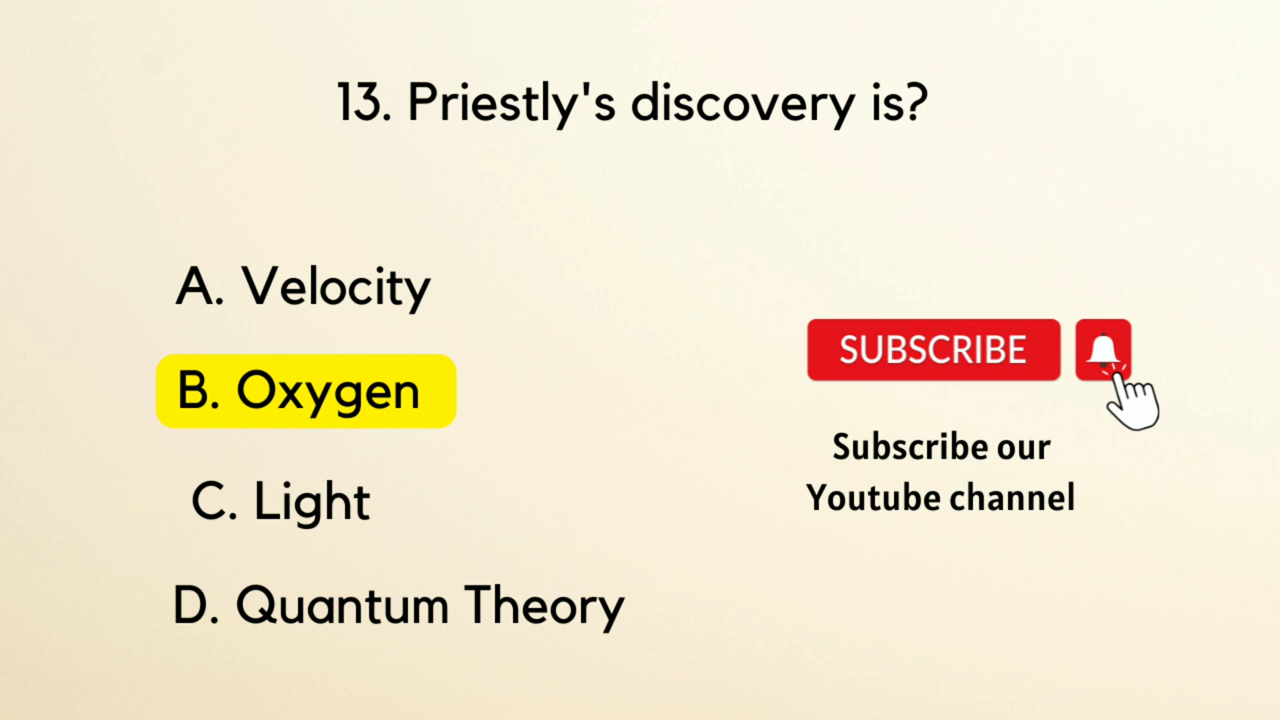 13. Priestly's discovery is?
A. Velocity
B. Oxygen
C. Light
D. Quantum Theory
SUBSCRIBE
Subscribe our
Youtube channel